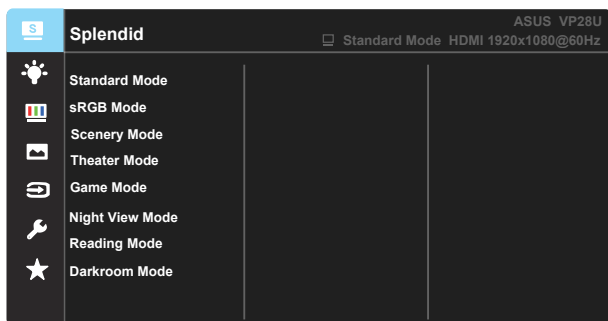 S
Splendid
ASUS VP28U
Standard Mode HDMI 1920x1080@60Hz
Standard Mode
sRGB Mode
Scenery Mode
Theater Mode
Game Mode
Night View Mode
Reading Mode
Darkroom Mode